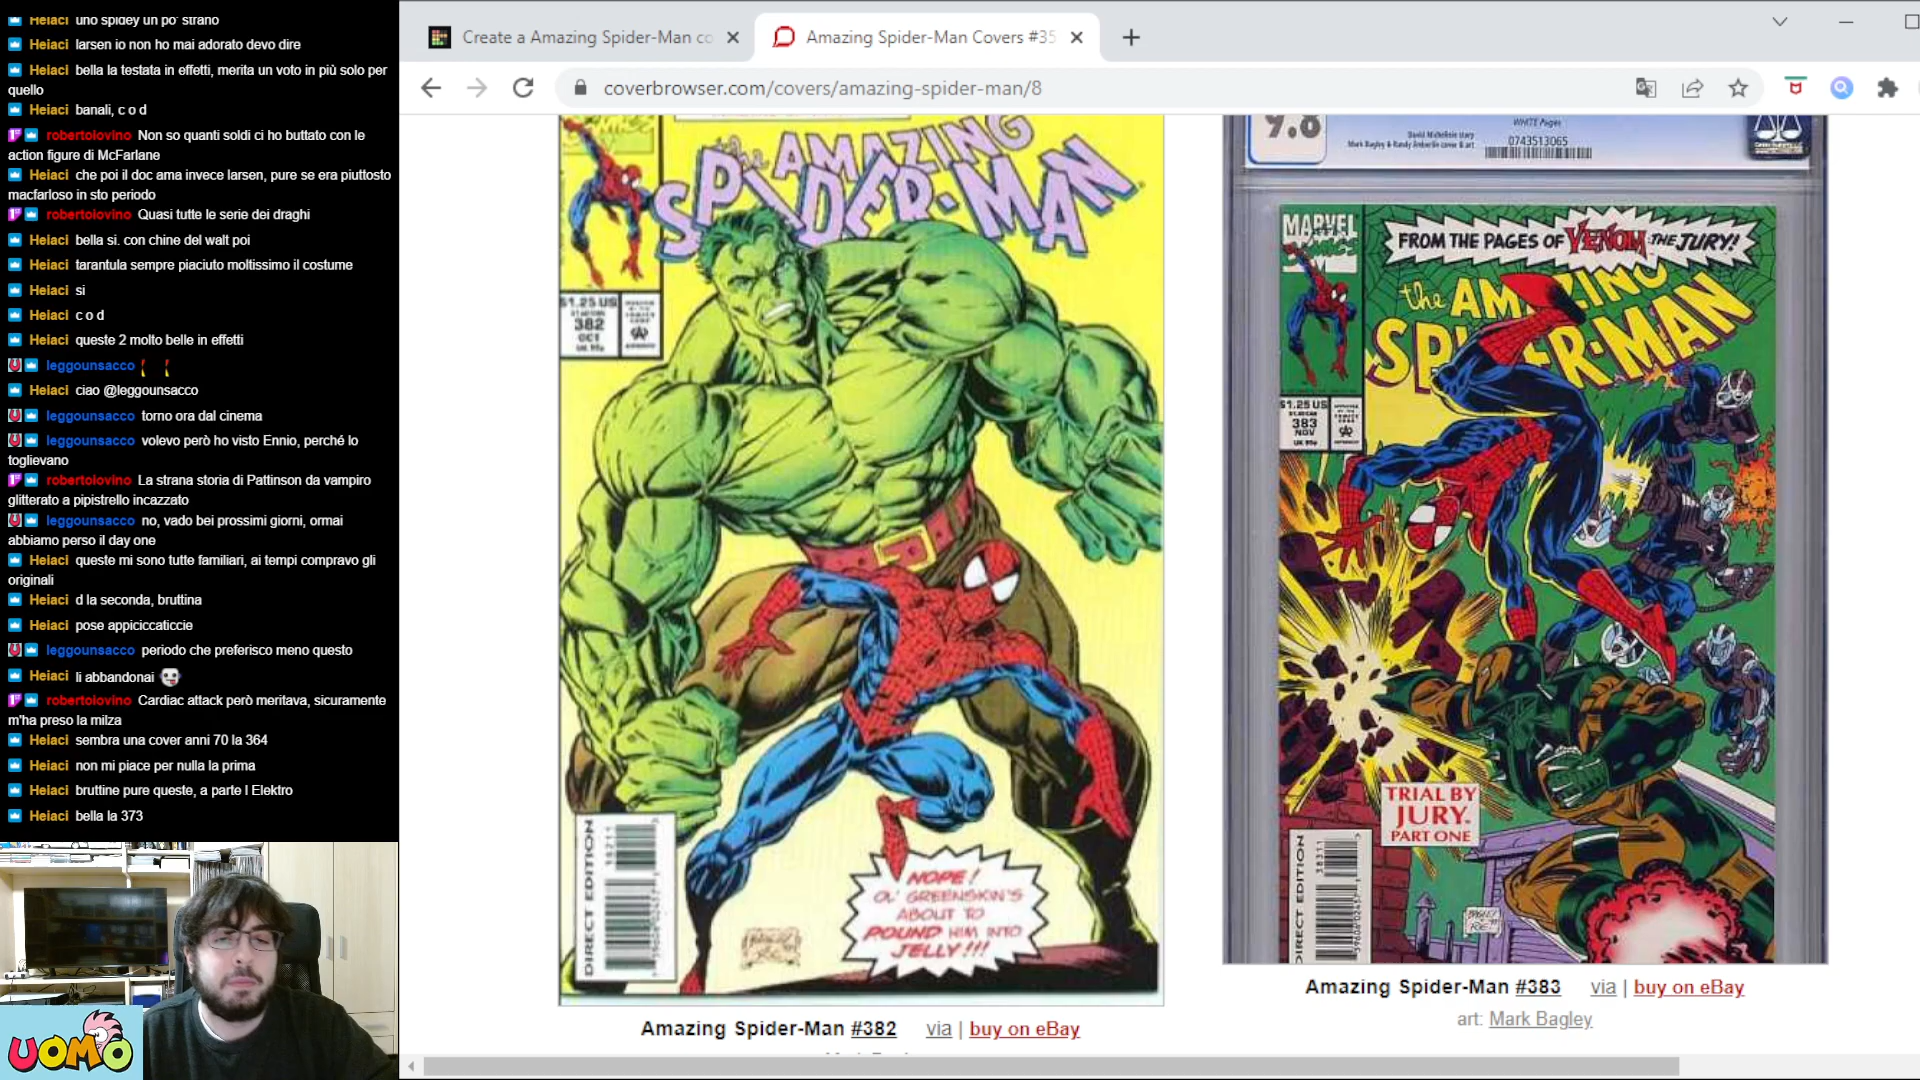 Heiaci uno spidey un po' strano
Heiaci larsen io non ho mai adorato devo dire
Heiaci bella la testata in effetti, merita un voto in più solo per
quello
Heiaci banali, c o d
robertolovino Non so quanti soldi ci ho buttato con le
action figure di McFarlane
Heiaci che poi il doc ama invece larsen, pure se era piuttosto
macfarloso in sto periodo
robertolovino Quasi tutte le serie dei draghi
Heiaci bella si. con chine del walt poi
Heiaci tarantula sempre piaciuto moltissimo il costume
Heiaci si
Heiaci c o d
Heiaci queste 2 molto belle in effetti
leggounsacco
Heiaci ciao @leggounsacco
leggounsacco torno ora dal cinema
leggounsacco volevo però ho visto Ennio, perché lo
toglievano
robertolovino La strana storia di Pattinson da vampiro
glitterato a pipistrello incazzato
leggounsacco no, vado bei prossimi giorni, ormai
abbiamo perso il day one
Heiaci queste mi sono tutte familiari, ai tempi compravo gli
originali
Heiaci d la seconda, bruttina
Heiaci pose appiciccaticcie
leggounsacco periodo che preferisco meno questo
Heiaci li abbandonai
robertolovino Cardiac attack però meritava, sicuramente
m'ha preso la milza
Heiaci sembra una cover anni 70 la 364
Heiaci non mi piace per nulla la prima
Heiaci bruttine pure queste, a parte l Elektro
Heiaci bella la 373
UOMO
Create a Amazing Spider-Man co
Amazing Spider-Man Covers #35
coverbrowser.com/covers/amazing-spider-man/8
the AMAZING
SPIDER-MAN
$1.25 US
382
OCT
DIRECT EDITION
NOPE!
OL' GREENSKIN'S
ABOUT TO
POUND HIM INTO
JELLY!!!
Amazing Spider-Man #382 via | buy on eBay
9.8
WHITE Pages
David Michelinie story
0743513065
MARVEL
COMICS
FROM THE PAGES OF VENOM: THE JURY!
the AMAZING
SPIDER-MAN
$1.25 US
383
NOV
TRIAL BY
JURY.
PART ONE
DIRECT EDITION
Amazing Spider-Man #383 via | buy on eBay
art: Mark Bagley